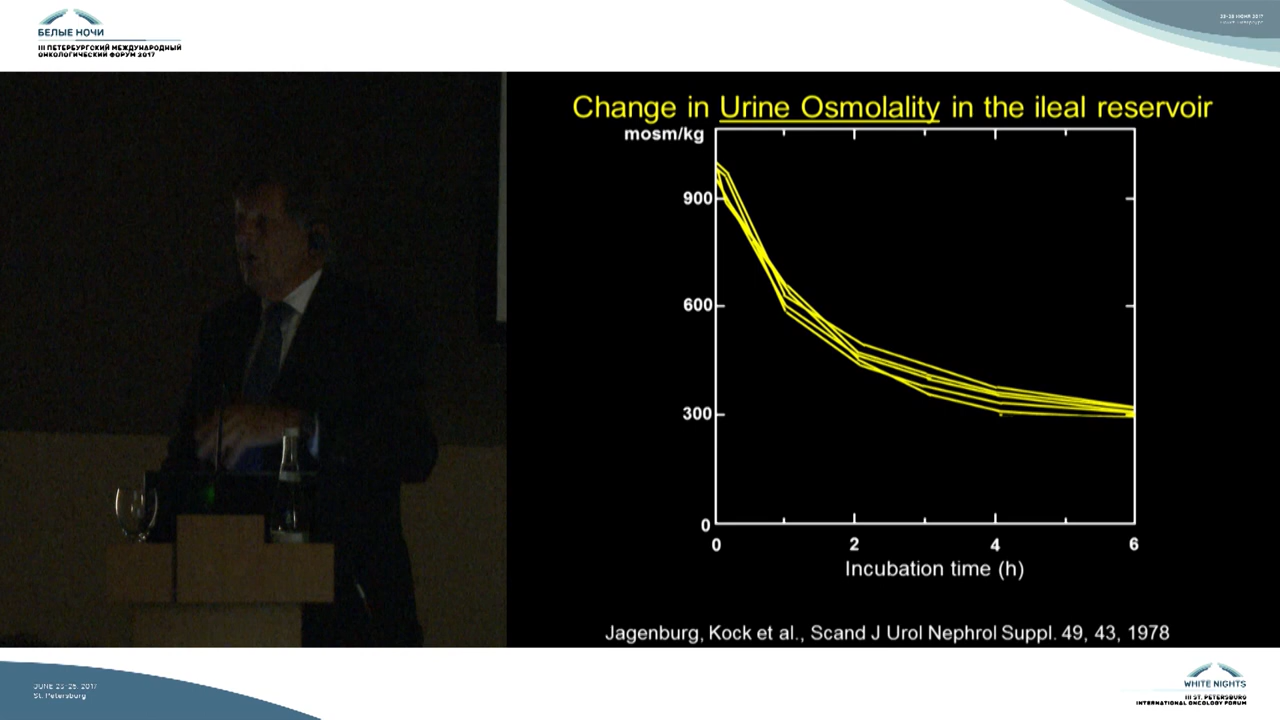 БЕЛЫЕ НОЧИ
III ПЕТЕРБУРГСКИЙ МЕЖДУНАРОДНЫЙ
ОНКОЛОГИЧЕСКИЙ ФОРУМ 2017
Change in Urine Osmolality in the ileal reservoir
mosm/kg
900
600
300
0
0 2 4 6
Incubation time (h)
Jagenburg, Kock et al., Scand J Urol Nephrol Suppl. 49, 43, 1978
St. Petersburg
WHITE NIGHTS
III ST. PETERSBURG
INTERNATIONAL ONCOLOGY FORUM